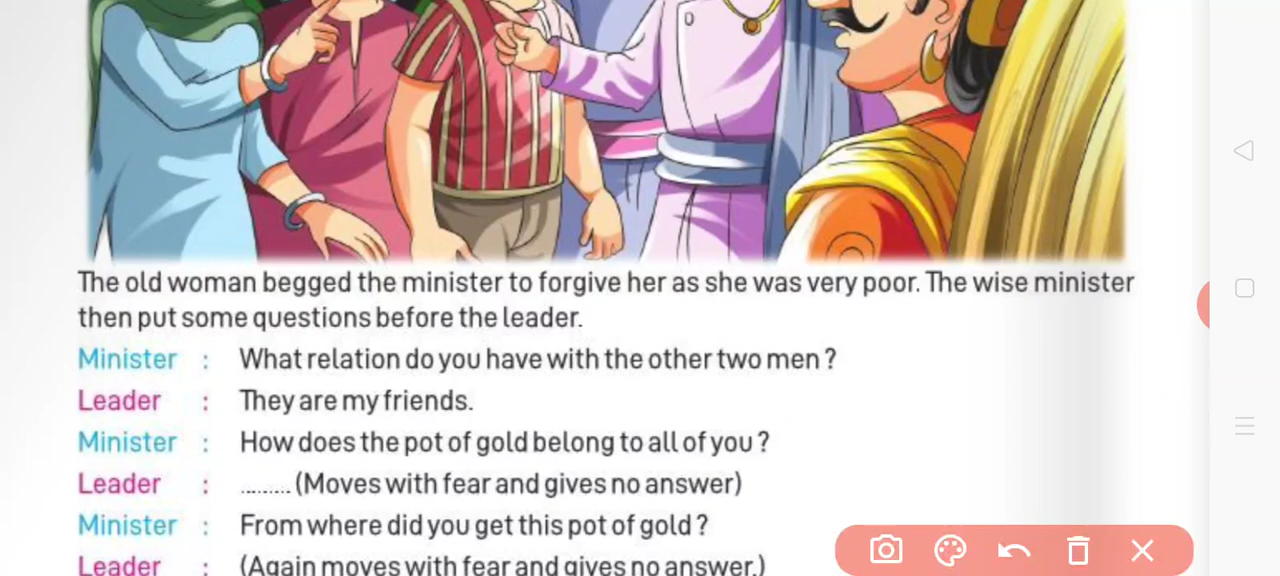 The old woman begged the minister to forgive her as she was very poor. The wise minister
then put some questions before the leader.
Minister : What relation do you have with the other two men ?
Leader : They are my friends.
Minister : How does the pot of gold belong to all of you ?
Leader : ......... (Moves with fear and gives no answer)
Minister : From where did you get this pot of gold ?
Leader : (Again moves with fear and gives no answer.)